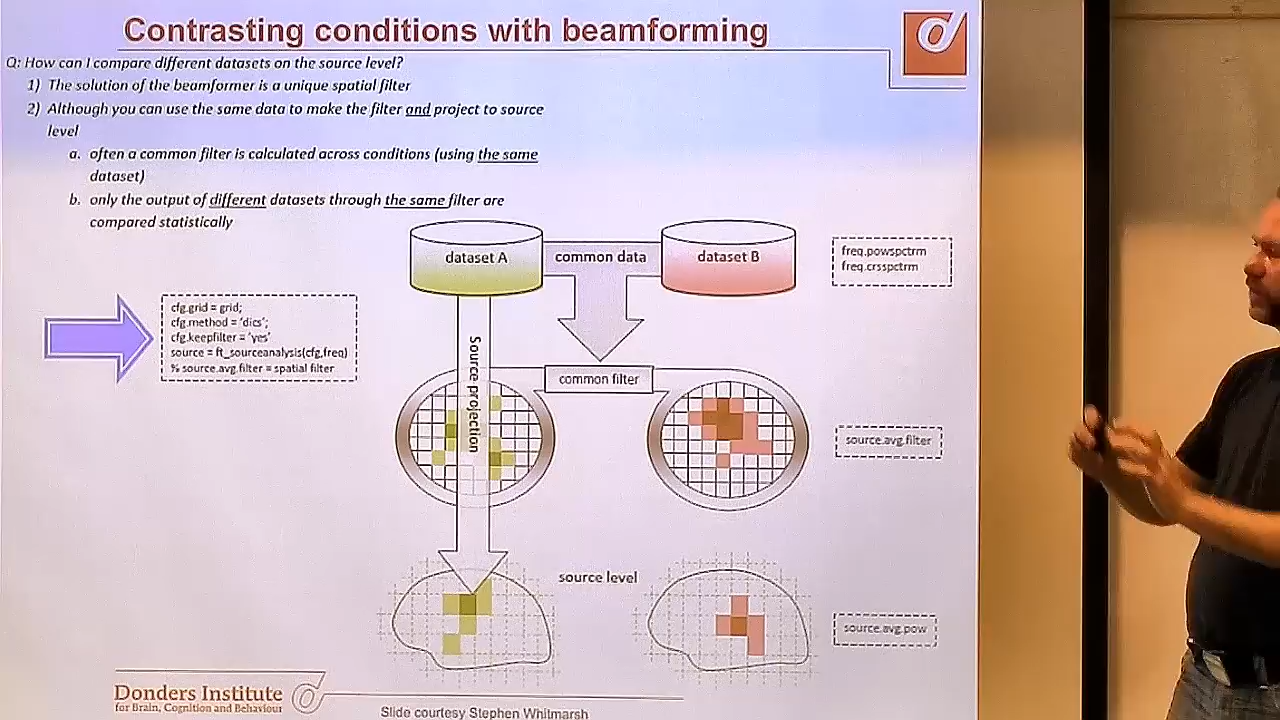 Contrasting conditions with beamforming
Q: How can I compare different datasets on the source level?
1) The solution of the beamformer is a unique spatial filter
2) Although you can use the same data to make the filter and project to source
level
a. often a common filter is calculated across conditions (using the same
dataset)
b. only the output of different datasets through the same filter are
compared statistically
dataset A
common data
dataset B
freq.powspctrm
freq.crsspctrm
cfg.grid = grid;
cfg.method = 'dics';
cfg.keepfilter = 'yes'
source = ft_sourceanalysis(cfg,freq)
% source.avg.filter = spatial filter
Source projection
common filter
source.avg.filter
source level
source.avg.pow
Donders Institute
for Brain, Cognition and Behaviour
Slide courtesy Stephen Whitmarsh